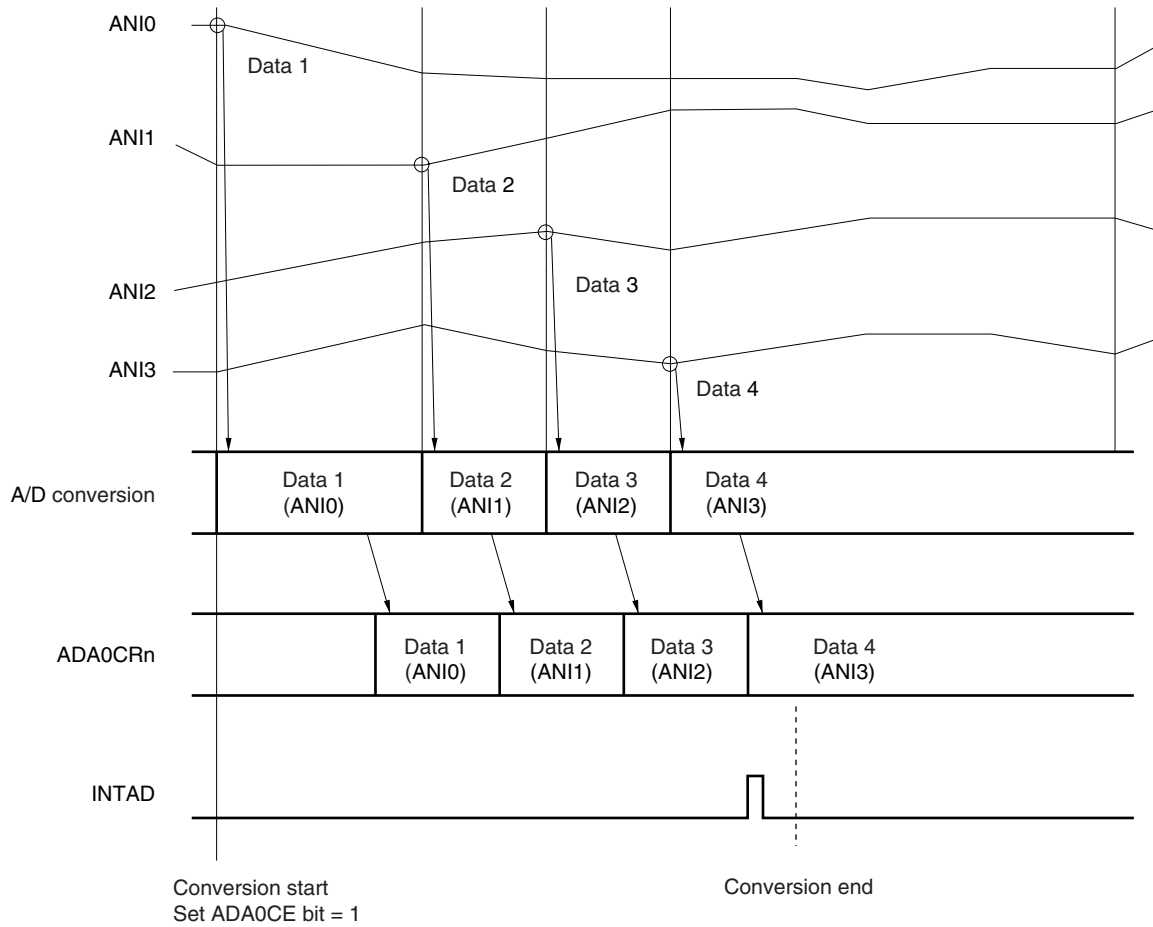 ANI0
Data 1
ANI1
Data 2
ANI2
Data 3
ANI3
Data 4
A/D conversion
Data 1
(ANI0)
Data 2
(ANI1)
Data 3
(ANI2)
Data 4
(ANI3)
ADA0CRn
Data 1
(ANI0)
Data 2
(ANI1)
Data 3
(ANI2)
Data 4
(ANI3)
INTAD
Conversion start
Set ADA0CE bit = 1
Conversion end